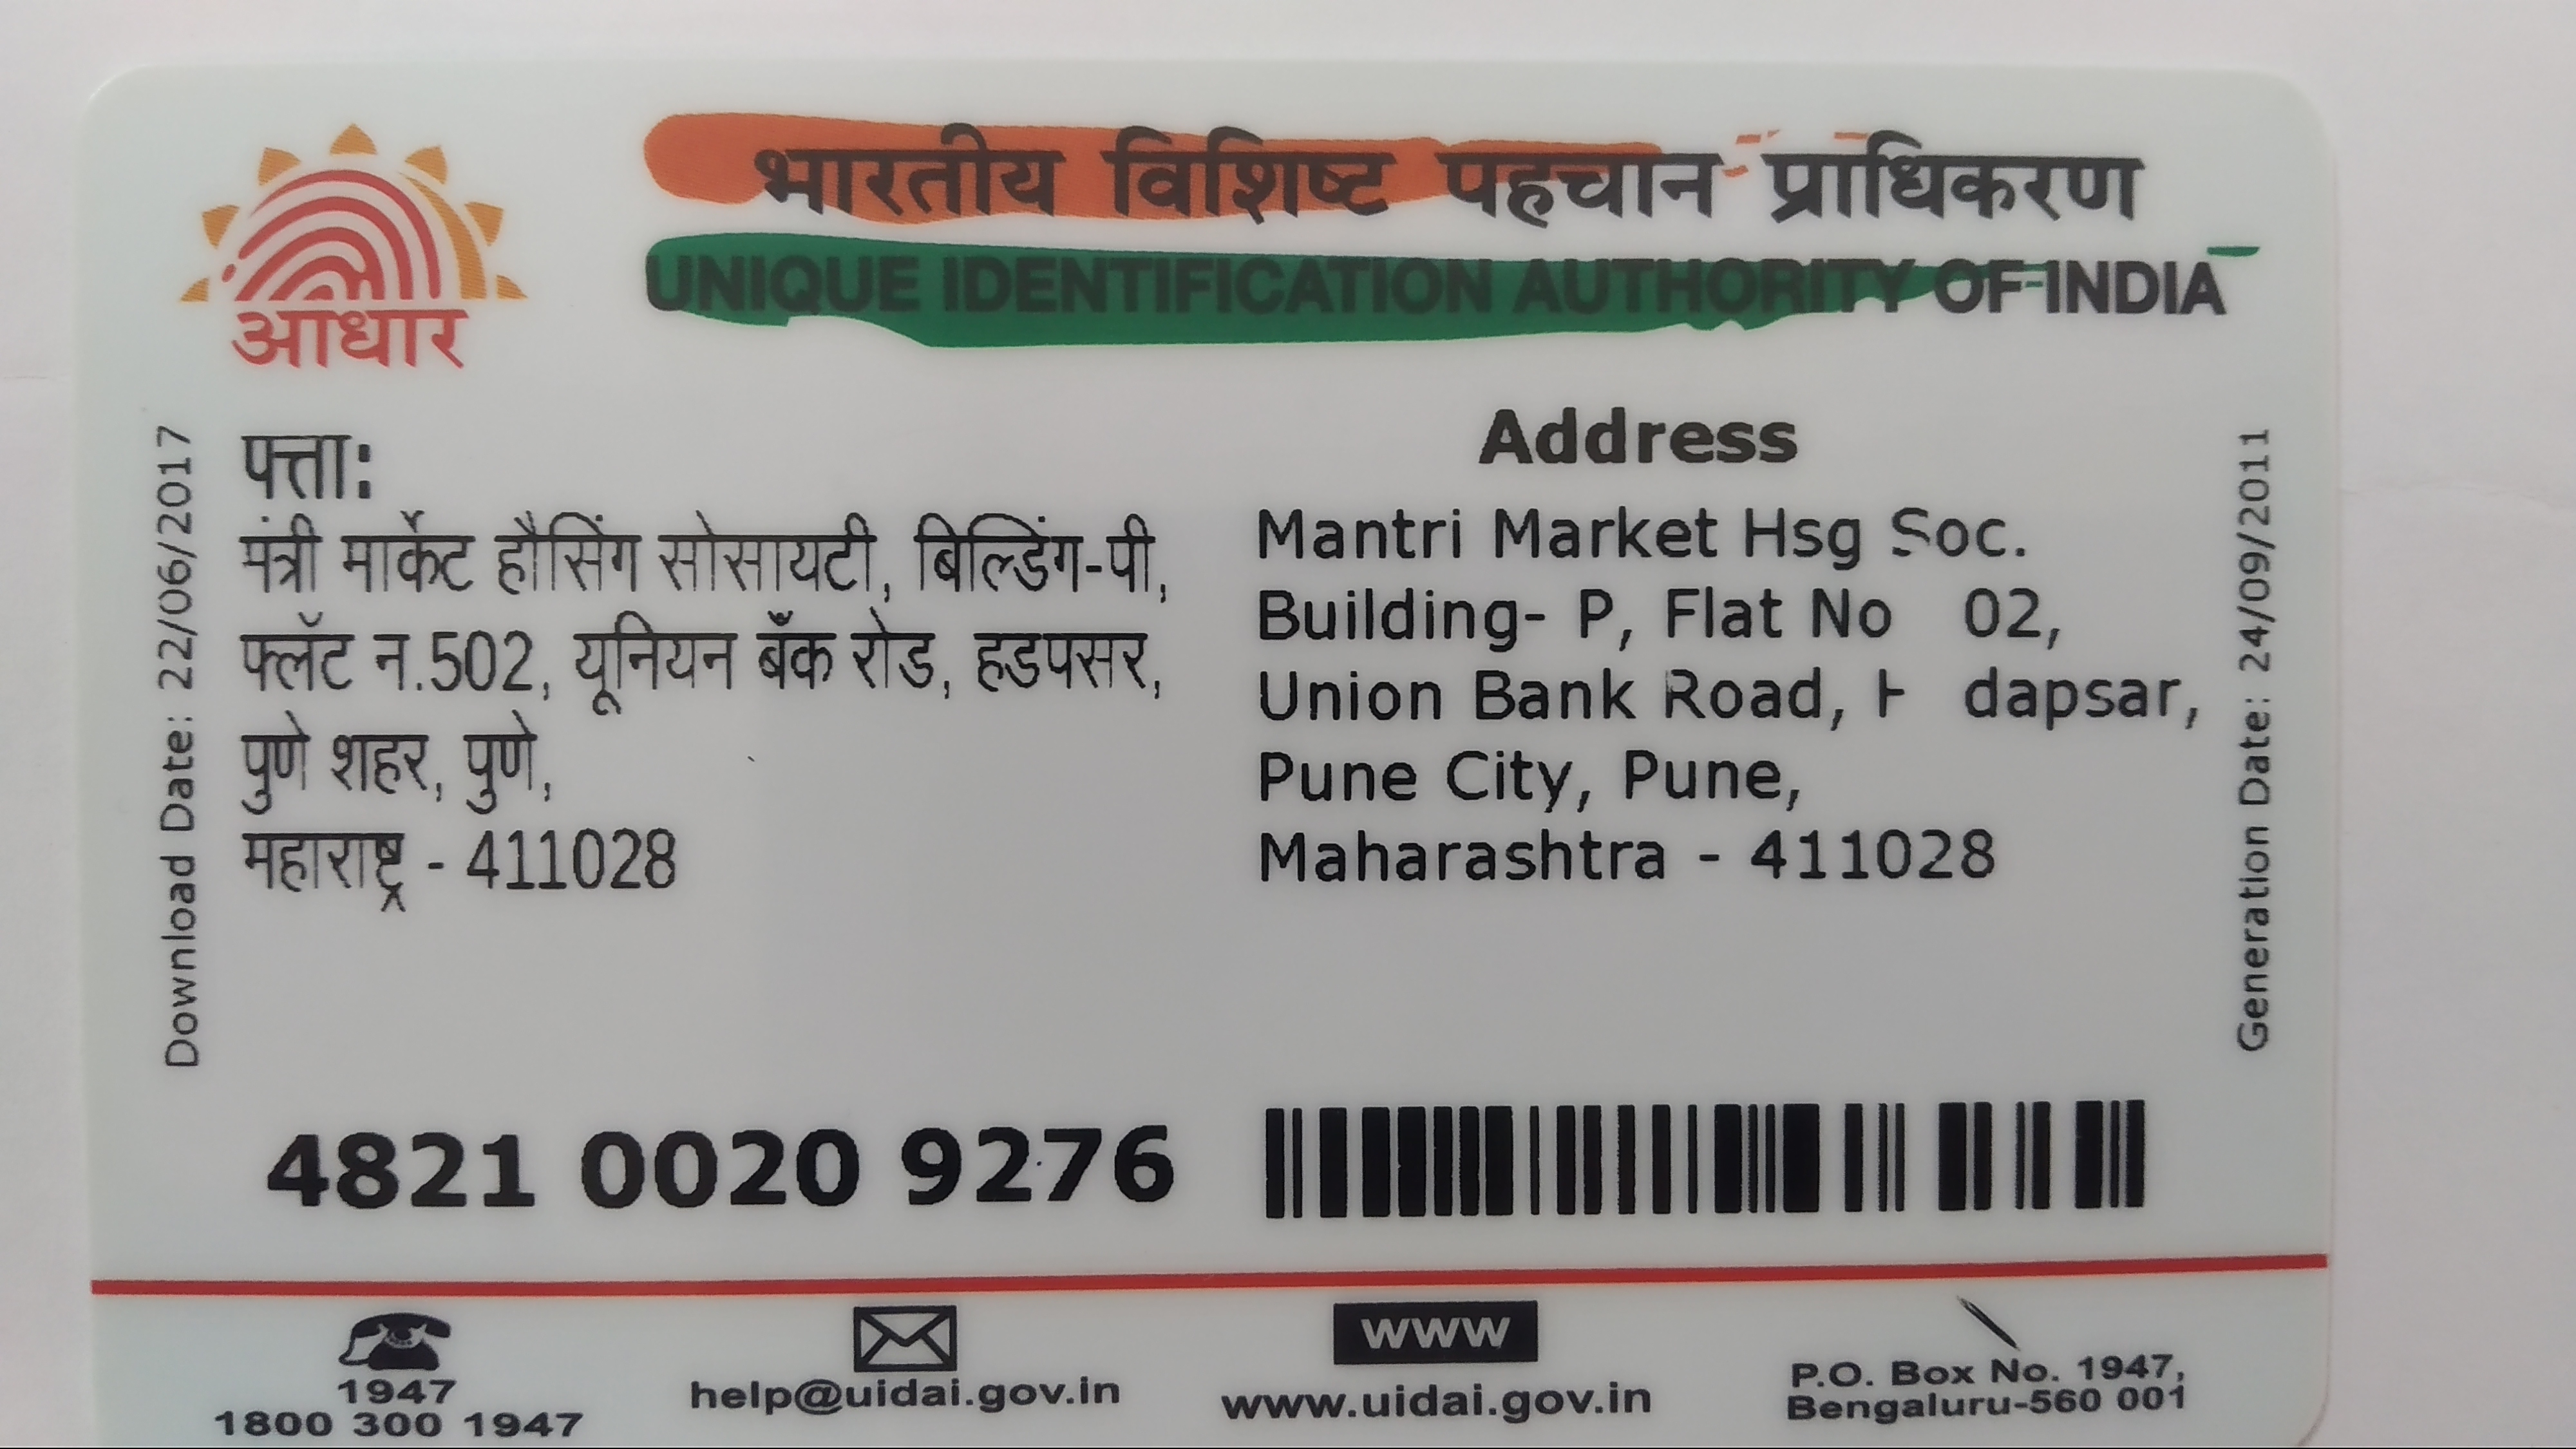 आधार
भारतीय विशिष्ट पहचान प्राधिकरण
UNIQUE IDENTIFICATION AUTHORITY OF INDIA
Download Date: 22/06/2017
पत्ता:
मंत्री मार्केट हौसिंग सोसायटी, बिल्डिंग-पी,
फ्लॅट न.502, यूनियन बँक रोड, हडपसर,
पुणे शहर, पुणे,
महाराष्ट्र - 411028
Address
Mantri Market Hsg Soc.
Building- P, Flat No 02,
Union Bank Road, H dapsar,
Pune City, Pune,
Maharashtra - 411028
Generation Date: 24/09/2011
4821 0020 9276
1947
1800 300 1947
help@uidai.gov.in
www
www.uidai.gov.in
P.O. Box No. 1947,
Bengaluru-560 001